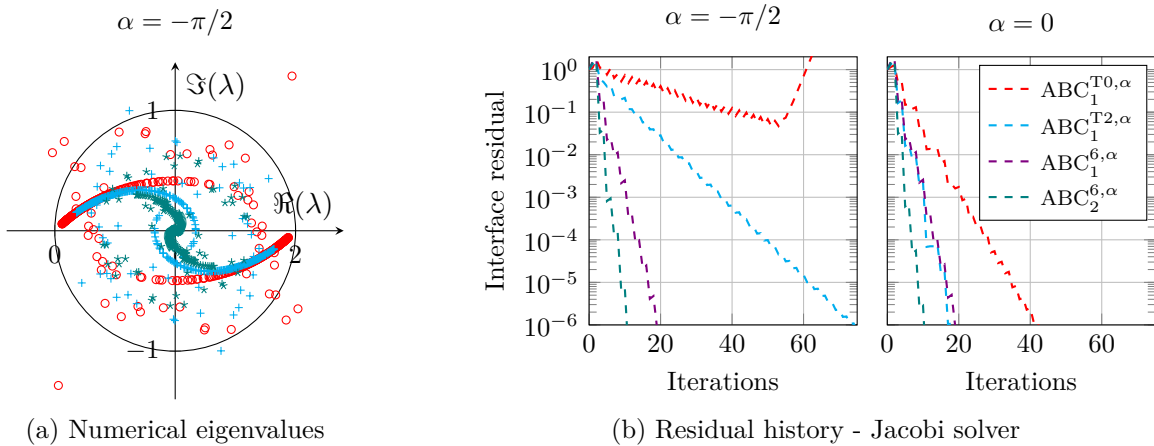 α = −π/2
ℑ(λ)
1
ℜ(λ)
0
2
−1
(a) Numerical eigenvalues
α = −π/2
α = 0
Interface residual
10^0
10^−1
10^−2
10^−3
10^−4
10^−5
10^−6
0
20
40
60
Iterations
0
20
40
60
Iterations
ABC_1^{T0,α}
ABC_1^{T2,α}
ABC_1^{6,α}
ABC_2^{6,α}
(b) Residual history - Jacobi solver